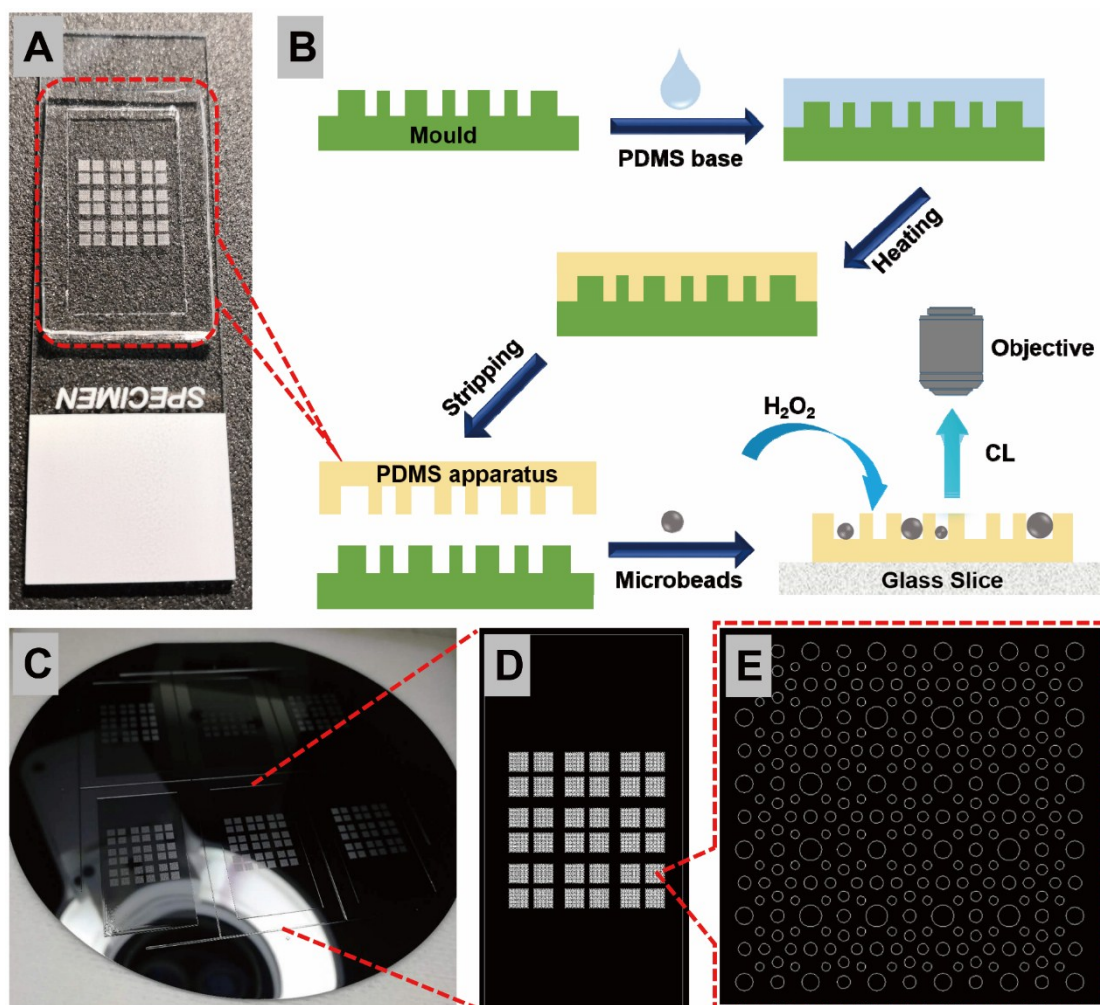 A
B
Mould
PDMS base
Heating
Stripping
Objective
H₂O₂
CL
PDMS apparatus
Microbeads
Glass Slice
SPECIMEN
C
D
E